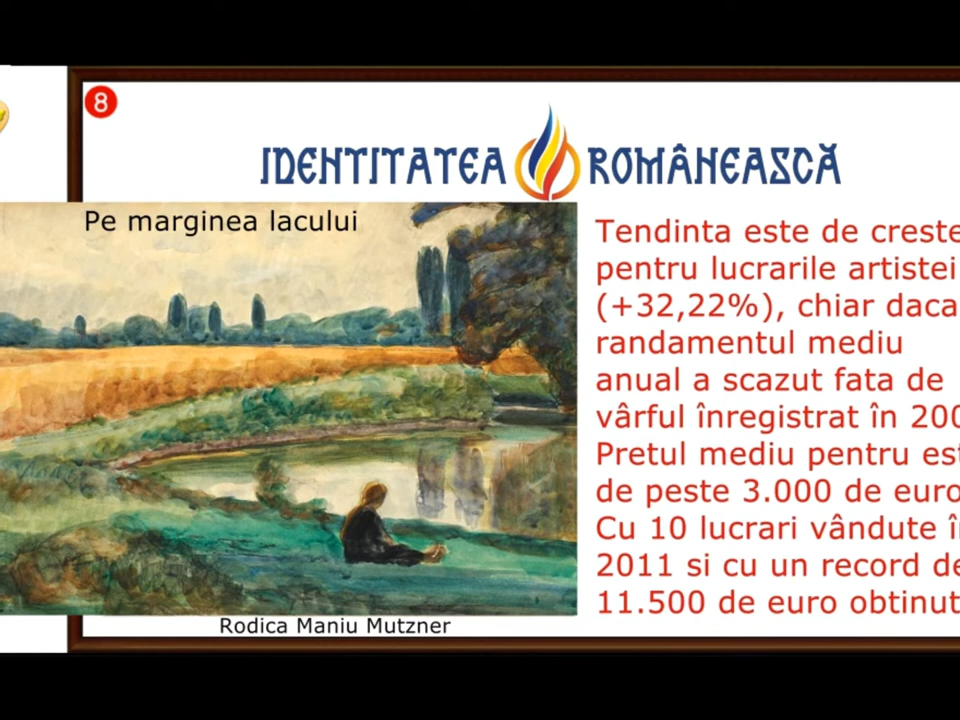 8
IDENTITATEA ROMÂNEASCĂ
Pe marginea lacului
Tendinta este de creste
pentru lucrarile artistei
(+32,22%), chiar daca
randamentul mediu
anual a scazut fata de
vârful înregistrat în 200
Pretul mediu pentru est
de peste 3.000 de euro
Cu 10 lucrari vândute în
2011 si cu un record de
11.500 de euro obtinut
Rodica Maniu Mutzner